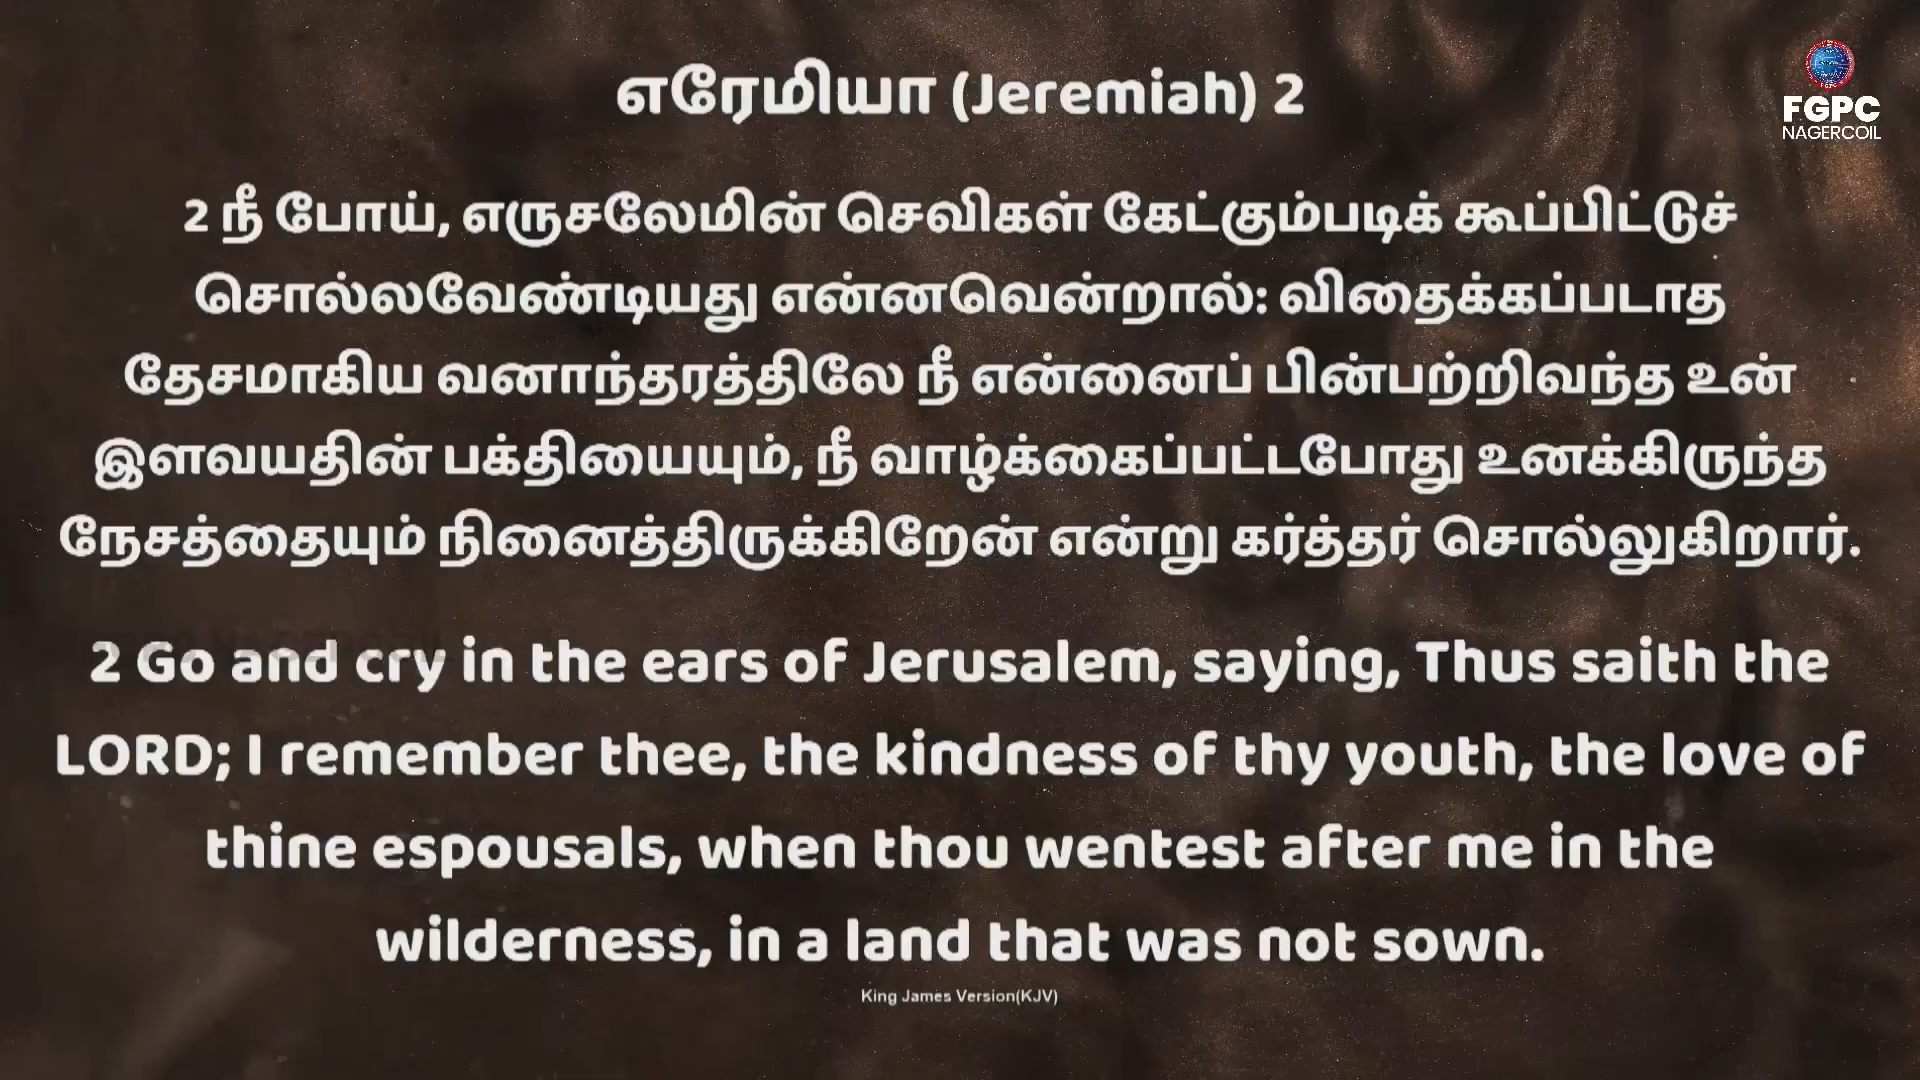 எரேமியா (Jeremiah) 2
FGPC
NAGERCOIL
2 நீ போய், எருசலேமின் செவிகள் கேட்கும்படிக் கூப்பிட்டுச்
சொல்லவேண்டியது என்னவென்றால்: விதைக்கப்படாத
தேசமாகிய வனாந்தரத்திலே நீ என்னைப் பின்பற்றிவந்த உன்
இளவயதின் பக்தியையும், நீ வாழ்க்கைப்பட்டபோது உனக்கிருந்த
நேசத்தையும் நினைத்திருக்கிறேன் என்று கர்த்தர் சொல்லுகிறார்.
2 Go and cry in the ears of Jerusalem, saying, Thus saith the
LORD; I remember thee, the kindness of thy youth, the love of
thine espousals, when thou wentest after me in the
wilderness, in a land that was not sown.
King James Version(KJV)